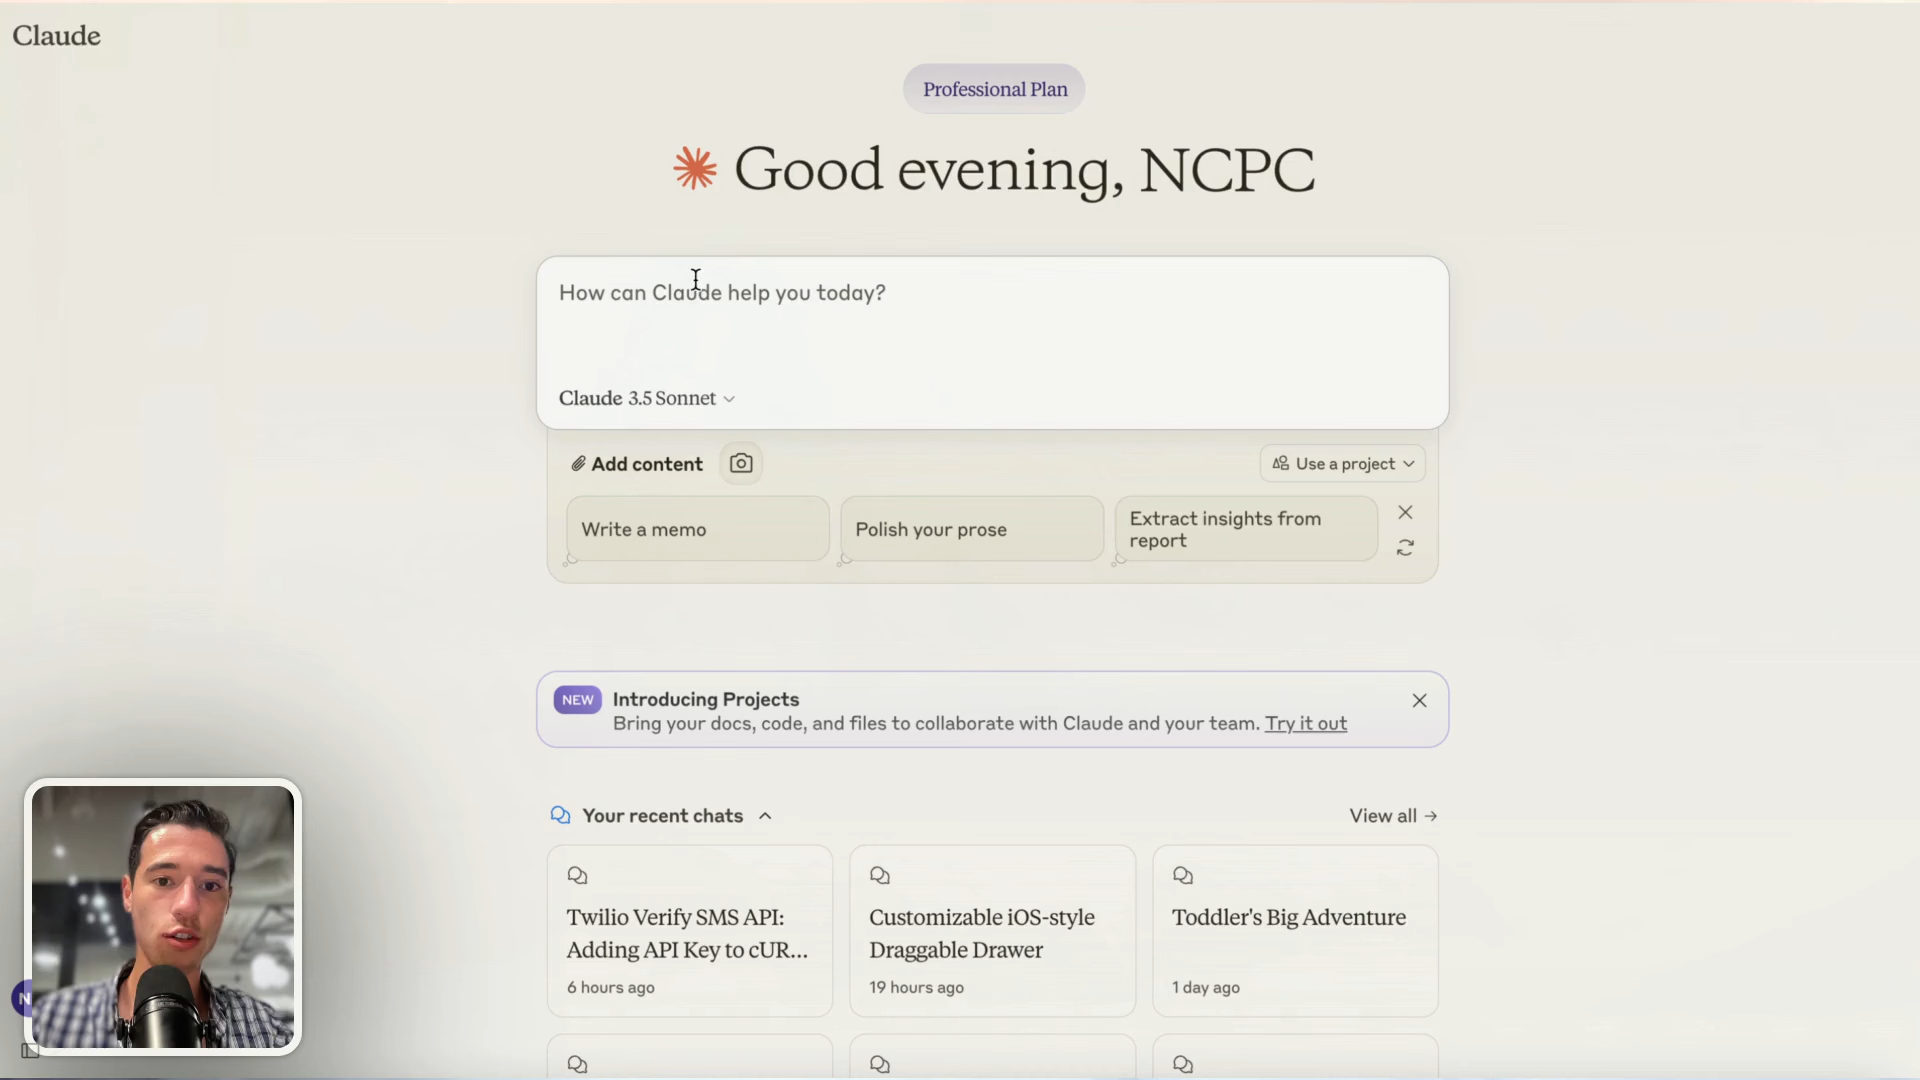 Claude
Professional Plan
Good evening, NCPC
How can Claude help you today?
Claude 3.5 Sonnet
Add content
Use a project
Write a memo
Polish your prose
Extract insights from
report
NEW
Introducing Projects
Bring your docs, code, and files to collaborate with Claude and your team. Try it out
Your recent chats
View all
Twilio Verify SMS API:
Adding API Key to cUR...
6 hours ago
Customizable iOS-style
Draggable Drawer
19 hours ago
Toddler's Big Adventure
1 day ago
N